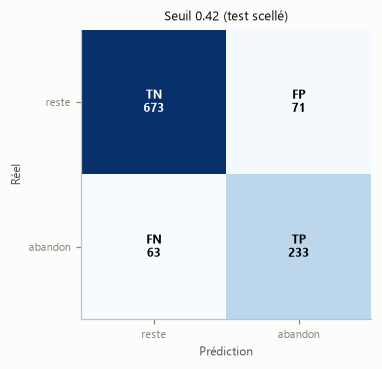 Seuil 0.42 (test scellé)
Réel
reste
TN
673
FP
71
abandon
FN
63
TP
233
reste
abandon
Prédiction